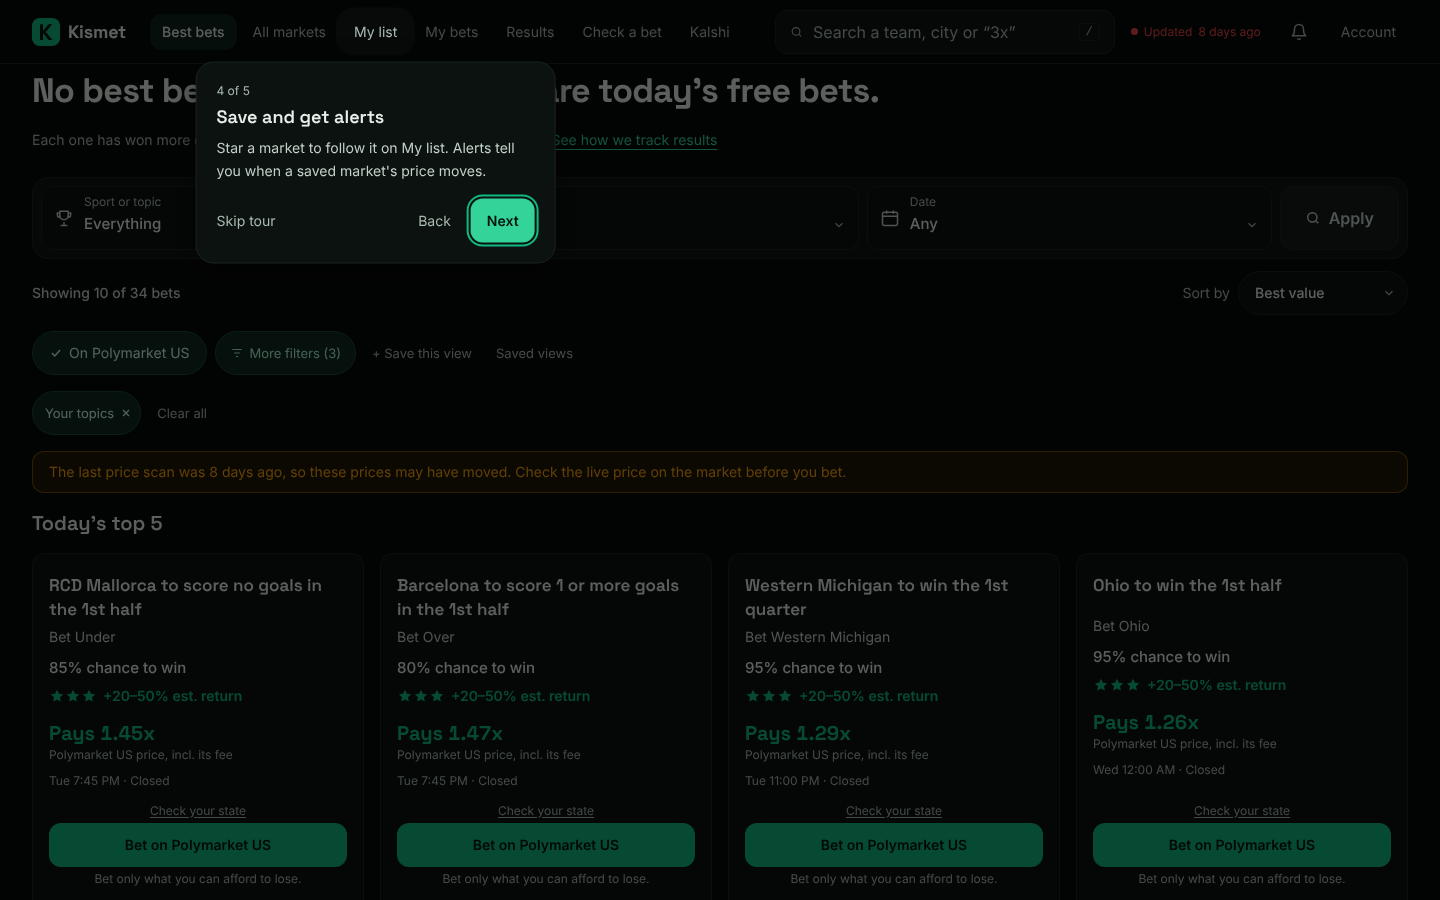 Kismet
Best bets
All markets
My list
My bets
Results
Check a bet
Kalshi
Search a team, city or “3x”
/
Updated 8 days ago
Account
No best be
are today’s free bets.
Each one has won more
See how we track results
4 of 5
Save and get alerts
Star a market to follow it on My list. Alerts tell
you when a saved market's price moves.
Skip tour
Back
Next
Sport or topic
Everything
Date
Any
Apply
Showing 10 of 34 bets
Sort by
Best value
On Polymarket US
More filters (3)
+ Save this view
Saved views
Your topics ×
Clear all
The last price scan was 8 days ago, so these prices may have moved. Check the live price on the market before you bet.
Today’s top 5
RCD Mallorca to score no goals in
the 1st half
Bet Under
85% chance to win
★★★ +20–50% est. return
Pays 1.45x
Polymarket US price, incl. its fee
Tue 7:45 PM · Closed
Check your state
Bet on Polymarket US
Bet only what you can afford to lose.
Barcelona to score 1 or more goals
in the 1st half
Bet Over
80% chance to win
★★★ +20–50% est. return
Pays 1.47x
Polymarket US price, incl. its fee
Tue 7:45 PM · Closed
Check your state
Bet on Polymarket US
Bet only what you can afford to lose.
Western Michigan to win the 1st
quarter
Bet Western Michigan
95% chance to win
★★★ +20–50% est. return
Pays 1.29x
Polymarket US price, incl. its fee
Tue 11:00 PM · Closed
Check your state
Bet on Polymarket US
Bet only what you can afford to lose.
Ohio to win the 1st half
Bet Ohio
95% chance to win
★★★ +20–50% est. return
Pays 1.26x
Polymarket US price, incl. its fee
Wed 12:00 AM · Closed
Check your state
Bet on Polymarket US
Bet only what you can afford to lose.